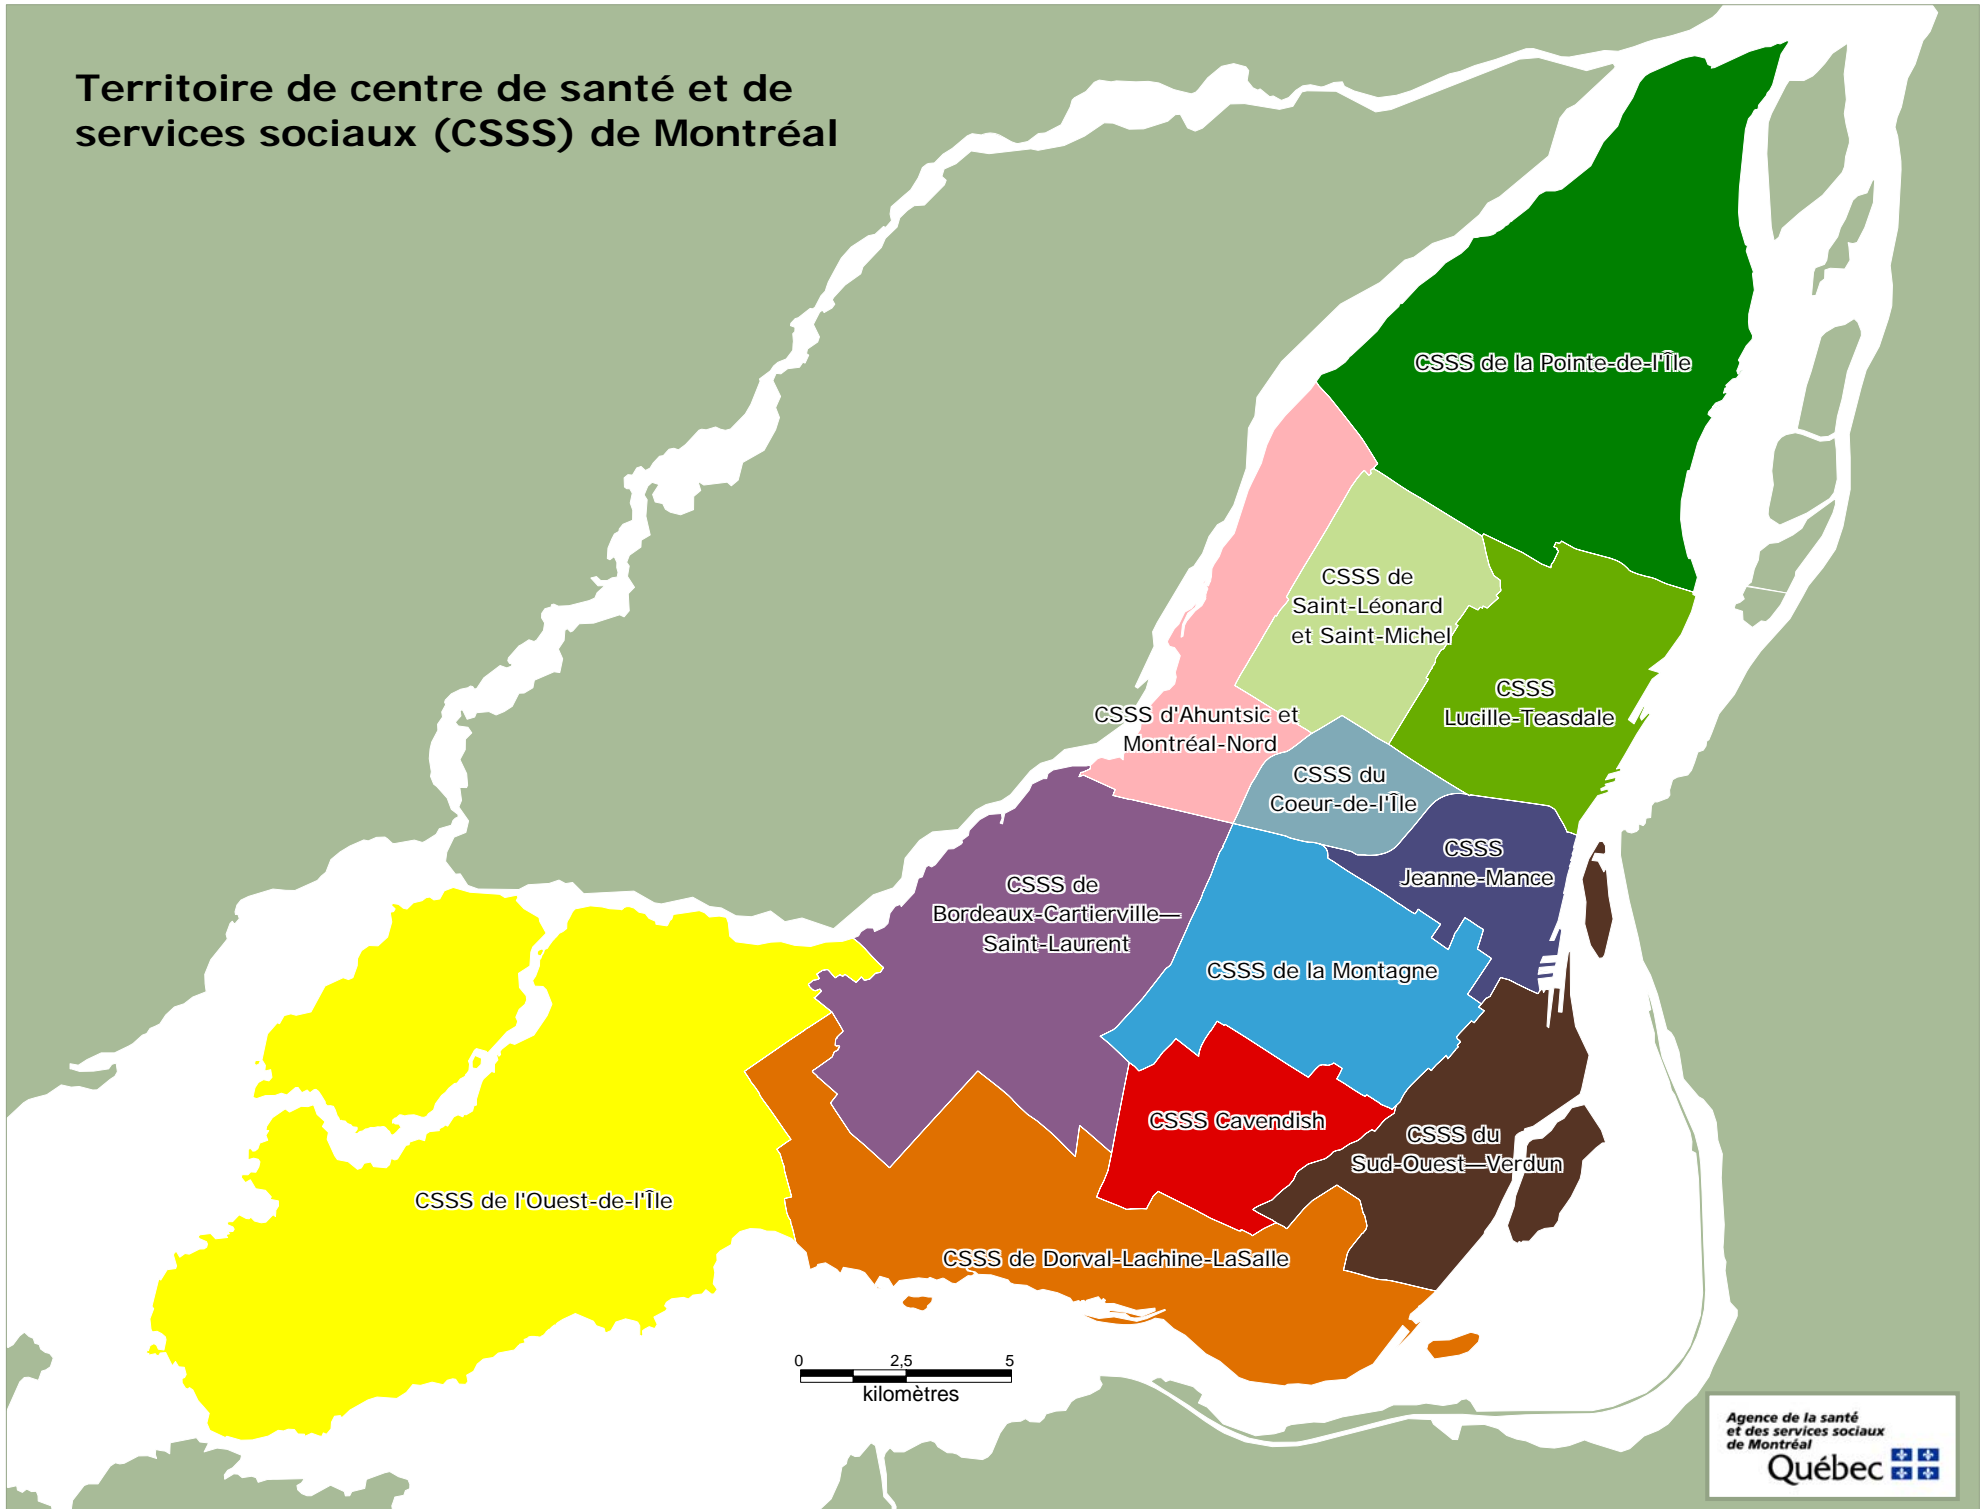 Territoire de centre de santé et de
services sociaux (CSSS) de Montréal
CSSS de la Pointe-de-l'Île
CSSS de
Saint-Léonard
et Saint-Michel
CSSS
Lucille-Teasdale
CSSS d'Ahuntsic et
Montréal-Nord
CSSS du
Coeur-de-l'Île
CSSS
Jeanne-Mance
CSSS de
Bordeaux-Cartierville—
Saint-Laurent
CSSS de la Montagne
CSSS Cavendish
CSSS du
Sud-Ouest—Verdun
CSSS de l'Ouest-de-l'Île
CSSS de Dorval-Lachine-LaSalle
0 2,5 5
kilomètres
Agence de la santé
et des services sociaux
de Montréal
Québec